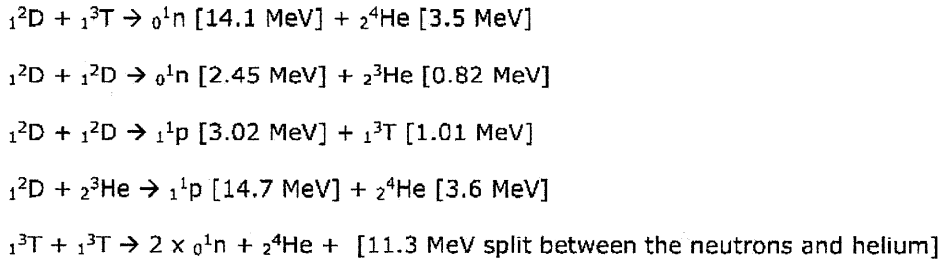 ₁²D + ₁³T → ₀¹n [14.1 MeV] + ₂⁴He [3.5 MeV]
₁²D + ₁²D → ₀¹n [2.45 MeV] + ₂³He [0.82 MeV]
₁²D + ₁²D → ₁¹p [3.02 MeV] + ₁³T [1.01 MeV]
₁²D + ₂³He → ₁¹p [14.7 MeV] + ₂⁴He [3.6 MeV]
₁³T + ₁³T → 2 x ₀¹n + ₂⁴He + [11.3 MeV split between the neutrons and helium]